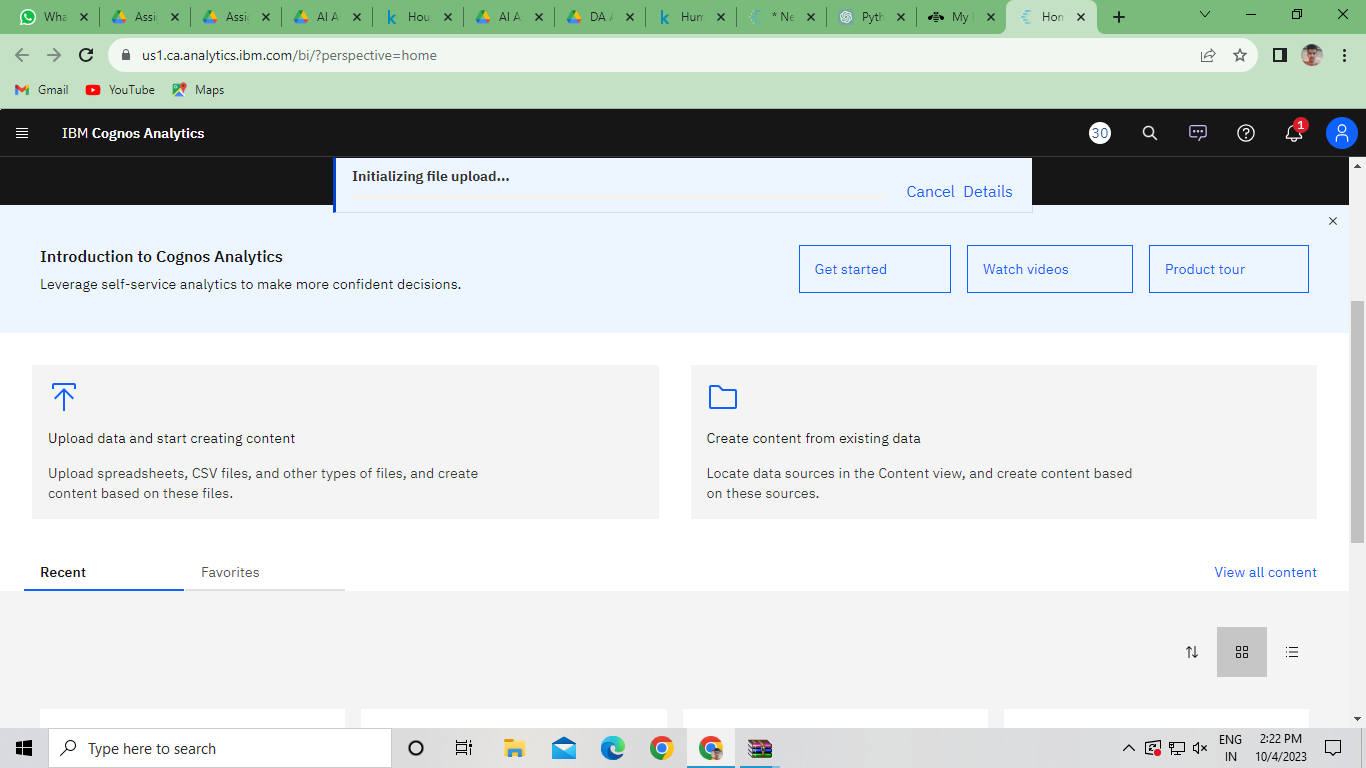 Wha
Assi
Assi
AI A
Hou
AI A
DA A
Hum
* Ne
Pyth
My
Hon
us1.ca.analytics.ibm.com/bi/?perspective=home
Gmail
YouTube
Maps
IBM Cognos Analytics
30
1
Initializing file upload...
Cancel Details
Introduction to Cognos Analytics
Leverage self-service analytics to make more confident decisions.
Get started
Watch videos
Product tour
Upload data and start creating content
Upload spreadsheets, CSV files, and other types of files, and create
content based on these files.
Create content from existing data
Locate data sources in the Content view, and create content based
on these sources.
Recent
Favorites
View all content
Type here to search
ENG
IN
2:22 PM
10/4/2023